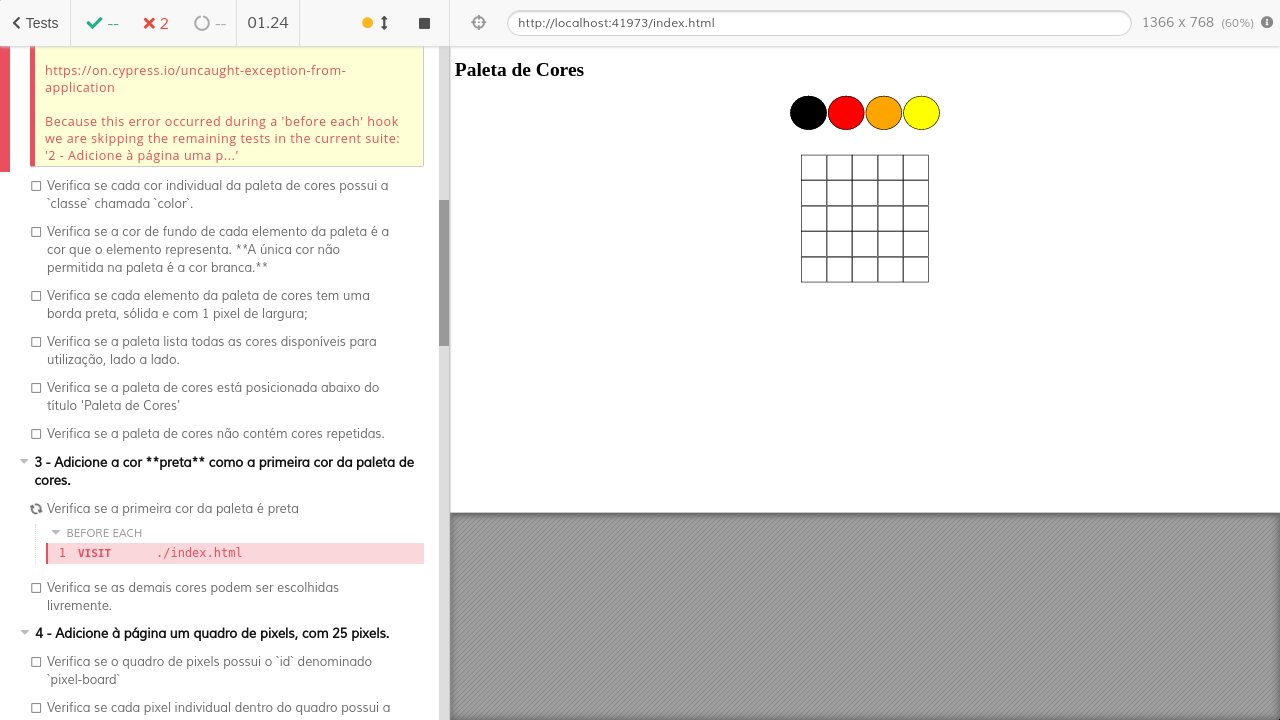 Tests
--
2
--
01.24
http://localhost:41973/index.html
1366 x 768 (60%)
https://on.cypress.io/uncaught-exception-from-
application
Because this error occurred during a 'before each' hook
we are skipping the remaining tests in the current suite:
'2 - Adicione à página uma p...'
Verifica se cada cor individual da paleta de cores possui a
`classe` chamada `color`.
Verifica se a cor de fundo de cada elemento da paleta é a
cor que o elemento representa. **A única cor não
permitida na paleta é a cor branca.**
Verifica se cada elemento da paleta de cores tem uma
borda preta, sólida e com 1 pixel de largura;
Verifica se a paleta lista todas as cores disponíveis para
utilização, lado a lado.
Verifica se a paleta de cores está posicionada abaixo do
título 'Paleta de Cores'
Verifica se a paleta de cores não contém cores repetidas.
3 - Adicione a cor **preta** como a primeira cor da paleta de
cores.
Verifica se a primeira cor da paleta é preta
BEFORE EACH
1 VISIT ./index.html
Verifica se as demais cores podem ser escolhidas
livremente.
4 - Adicione à página um quadro de pixels, com 25 pixels.
Verifica se o quadro de pixels possui o `id` denominado
`pixel-board`
Verifica se cada pixel individual dentro do quadro possui a
Paleta de Cores